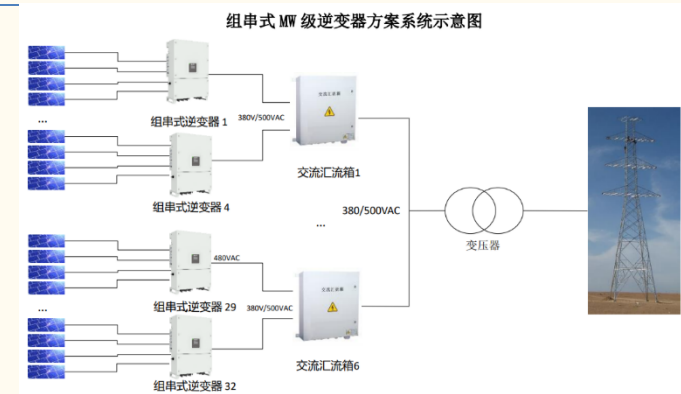 组串式 MW 级逆变器方案系统示意图
组串式逆变器 1
380V/500VAC
交流汇流箱
...
组串式逆变器 4
交流汇流箱1
...
380/500VAC
变压器
480VAC
组串式逆变器 29
380V/500VAC
交流汇流箱
...
组串式逆变器 32
交流汇流箱6